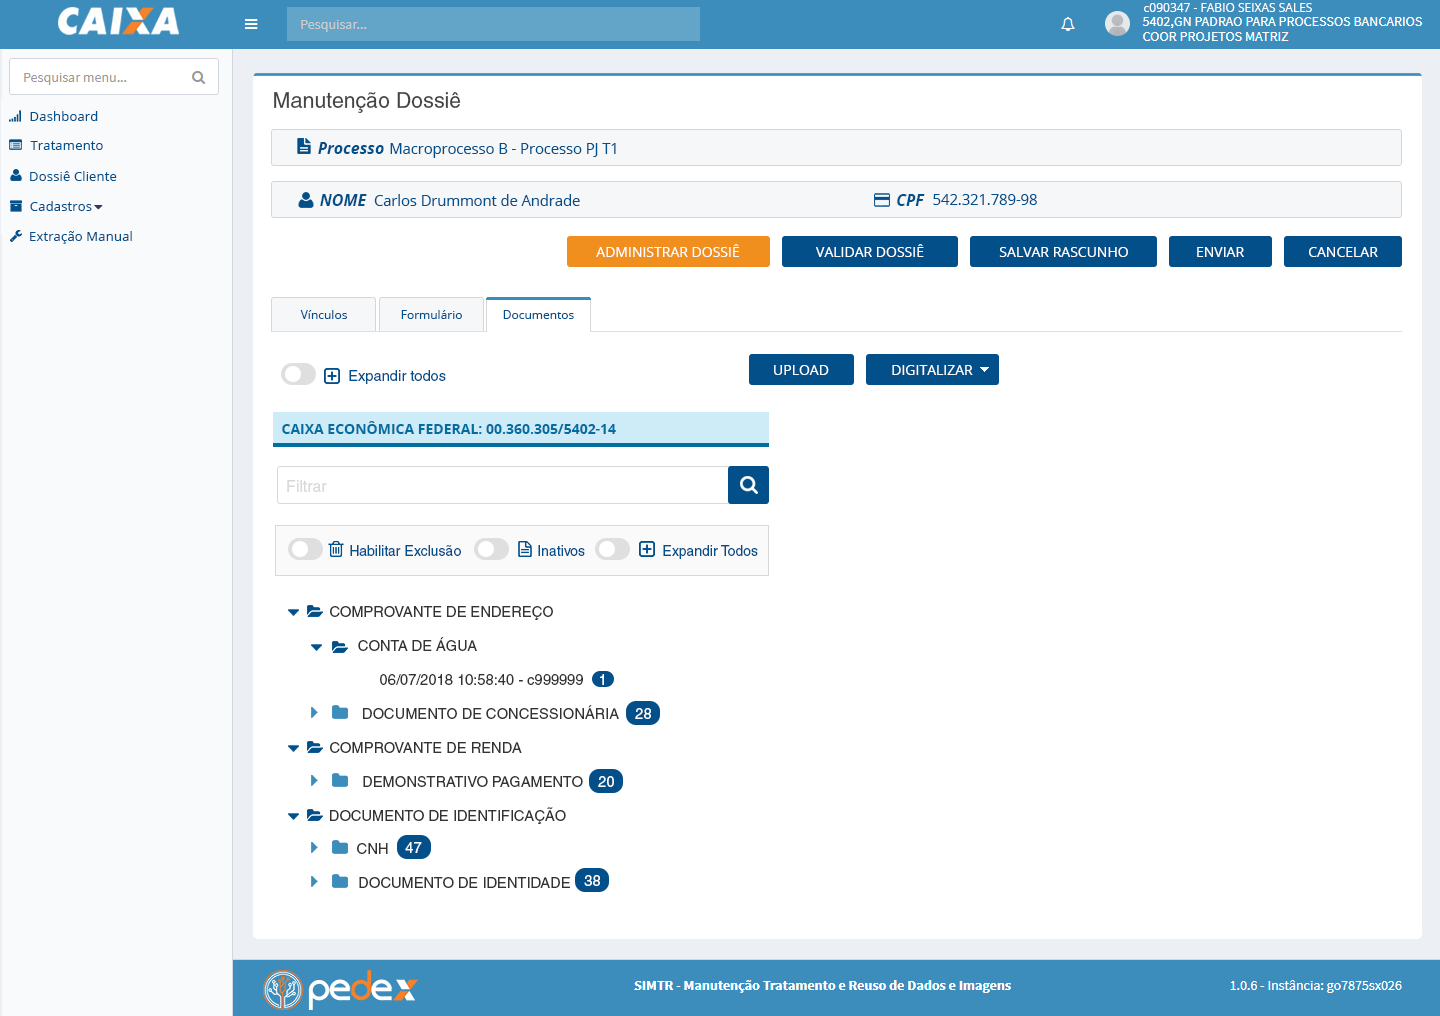 CAIXA
Pesquisar...
c090347 - FABIO SEIXAS SALES
5402,GN PADRAO PARA PROCESSOS BANCARIOS
COOR PROJETOS MATRIZ
Pesquisar menu...
Dashboard
Tratamento
Dossiê Cliente
Cadastros
Extração Manual
Manutenção Dossiê
Processo Macroprocesso B - Processo PJ T1
NOME Carlos Drummont de Andrade CPF 542.321.789-98
ADMINISTRAR DOSSIÊ VALIDAR DOSSIÊ SALVAR RASCUNHO ENVIAR CANCELAR
Vínculos Formulário Documentos
Expandir todos UPLOAD DIGITALIZAR
CAIXA ECONÔMICA FEDERAL: 00.360.305/5402-14
Filtrar
Habilitar Exclusão Inativos Expandir Todos
COMPROVANTE DE ENDEREÇO
CONTA DE ÁGUA
06/07/2018 10:58:40 - c999999 1
DOCUMENTO DE CONCESSIONÁRIA 28
COMPROVANTE DE RENDA
DEMONSTRATIVO PAGAMENTO 20
DOCUMENTO DE IDENTIFICAÇÃO
CNH 47
DOCUMENTO DE IDENTIDADE 38
pedex
SIMTR - Manutenção Tratamento e Reuso de Dados e Imagens
1.0.6 - Instância: go7875sx026